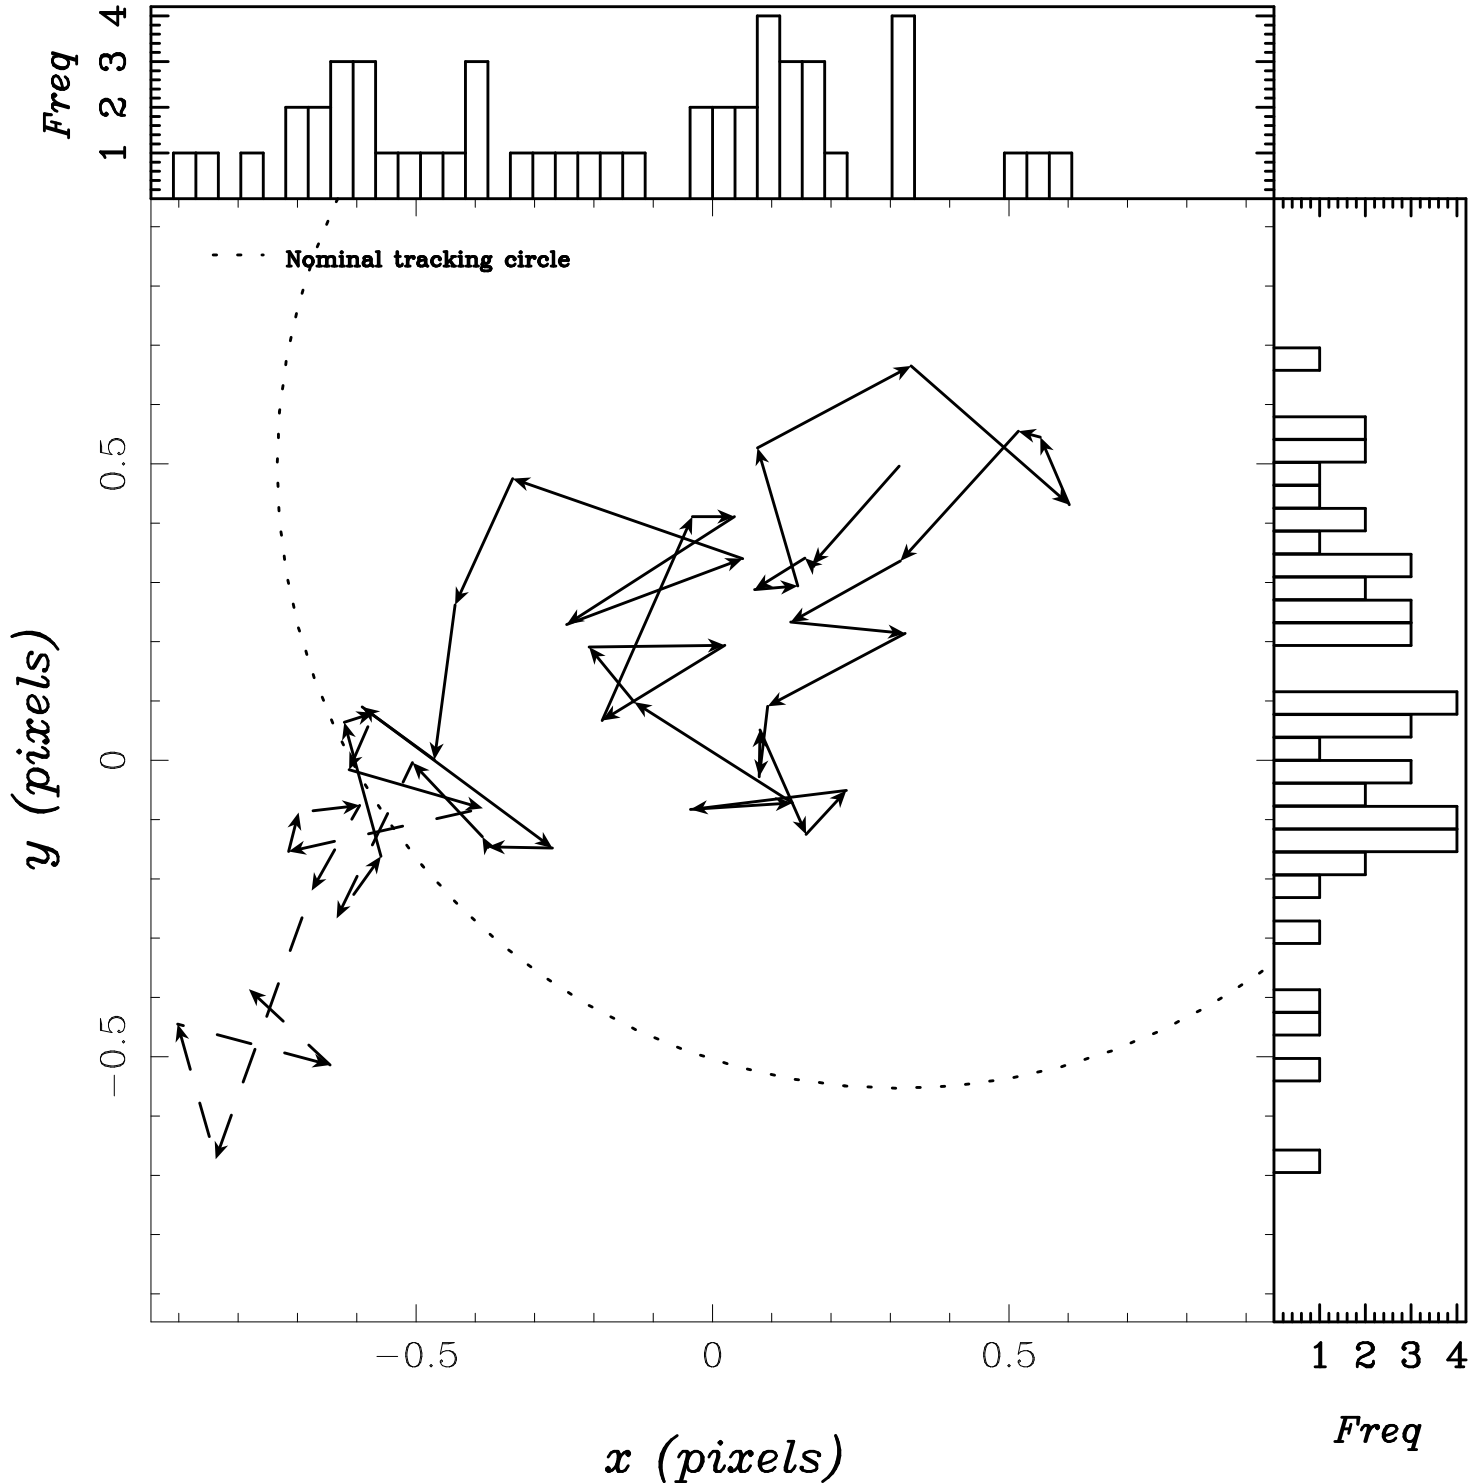 Freq
4
3
2
1
Nominal tracking circle
0.5
0
−0.5
y (pixels)
−0.5 0 0.5
1 2 3 4
x (pixels)
Freq